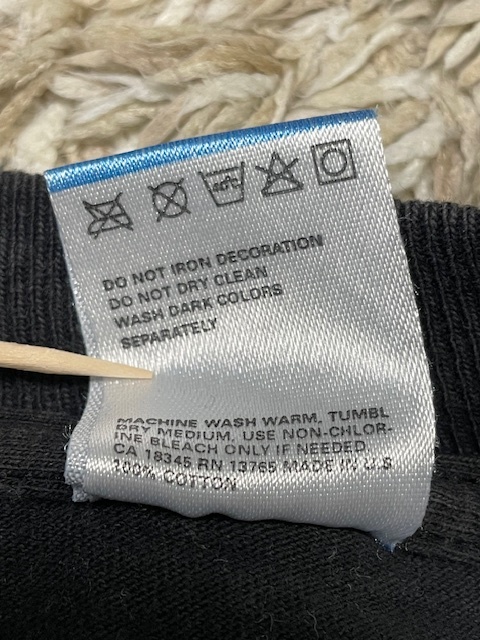 40°C
DO NOT IRON DECORATION
DO NOT DRY CLEAN
WASH DARK COLORS
SEPARATELY
MACHINE WASH WARM, TUMBL
DRY MEDIUM, USE NON-CHLOR-
INE BLEACH ONLY IF NEEDED
CA 18345 RN 13765 MADE IN U.S
100% COTTON